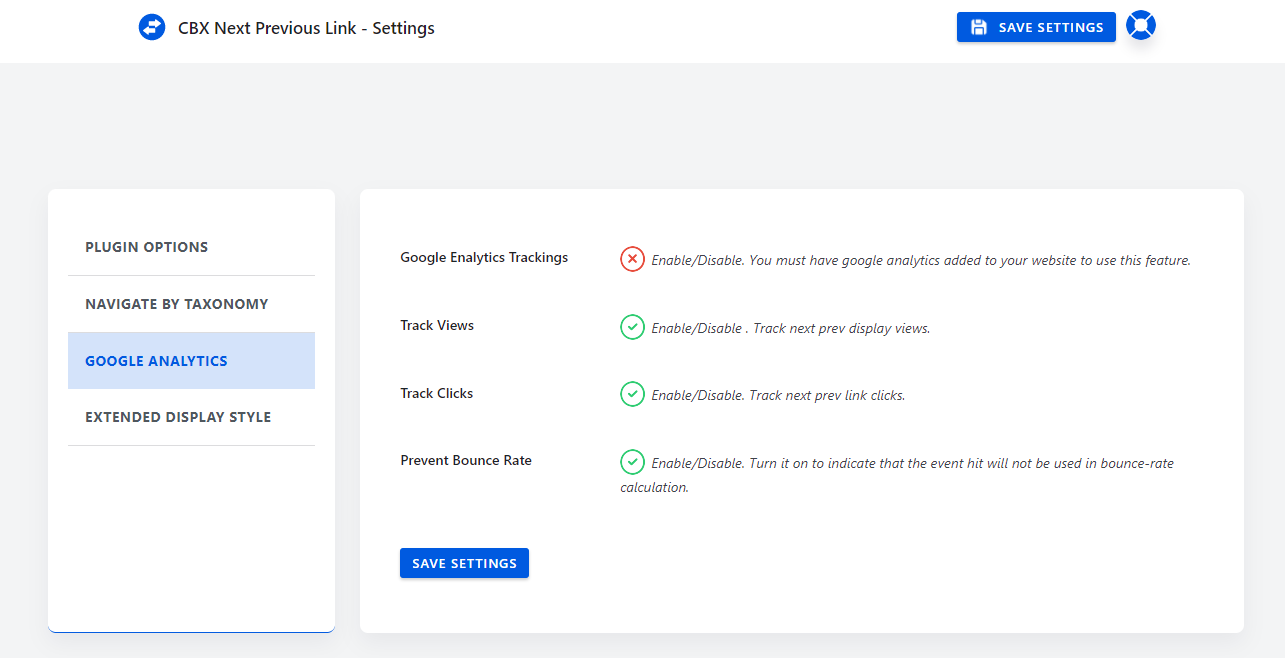 CBX Next Previous Link - Settings
SAVE SETTINGS
PLUGIN OPTIONS
NAVIGATE BY TAXONOMY
GOOGLE ANALYTICS
EXTENDED DISPLAY STYLE
Google Enalytics Trackings
Enable/Disable. You must have google analytics added to your website to use this feature.
Track Views
Enable/Disable . Track next prev display views.
Track Clicks
Enable/Disable. Track next prev link clicks.
Prevent Bounce Rate
Enable/Disable. Turn it on to indicate that the event hit will not be used in bounce-rate
calculation.
SAVE SETTINGS